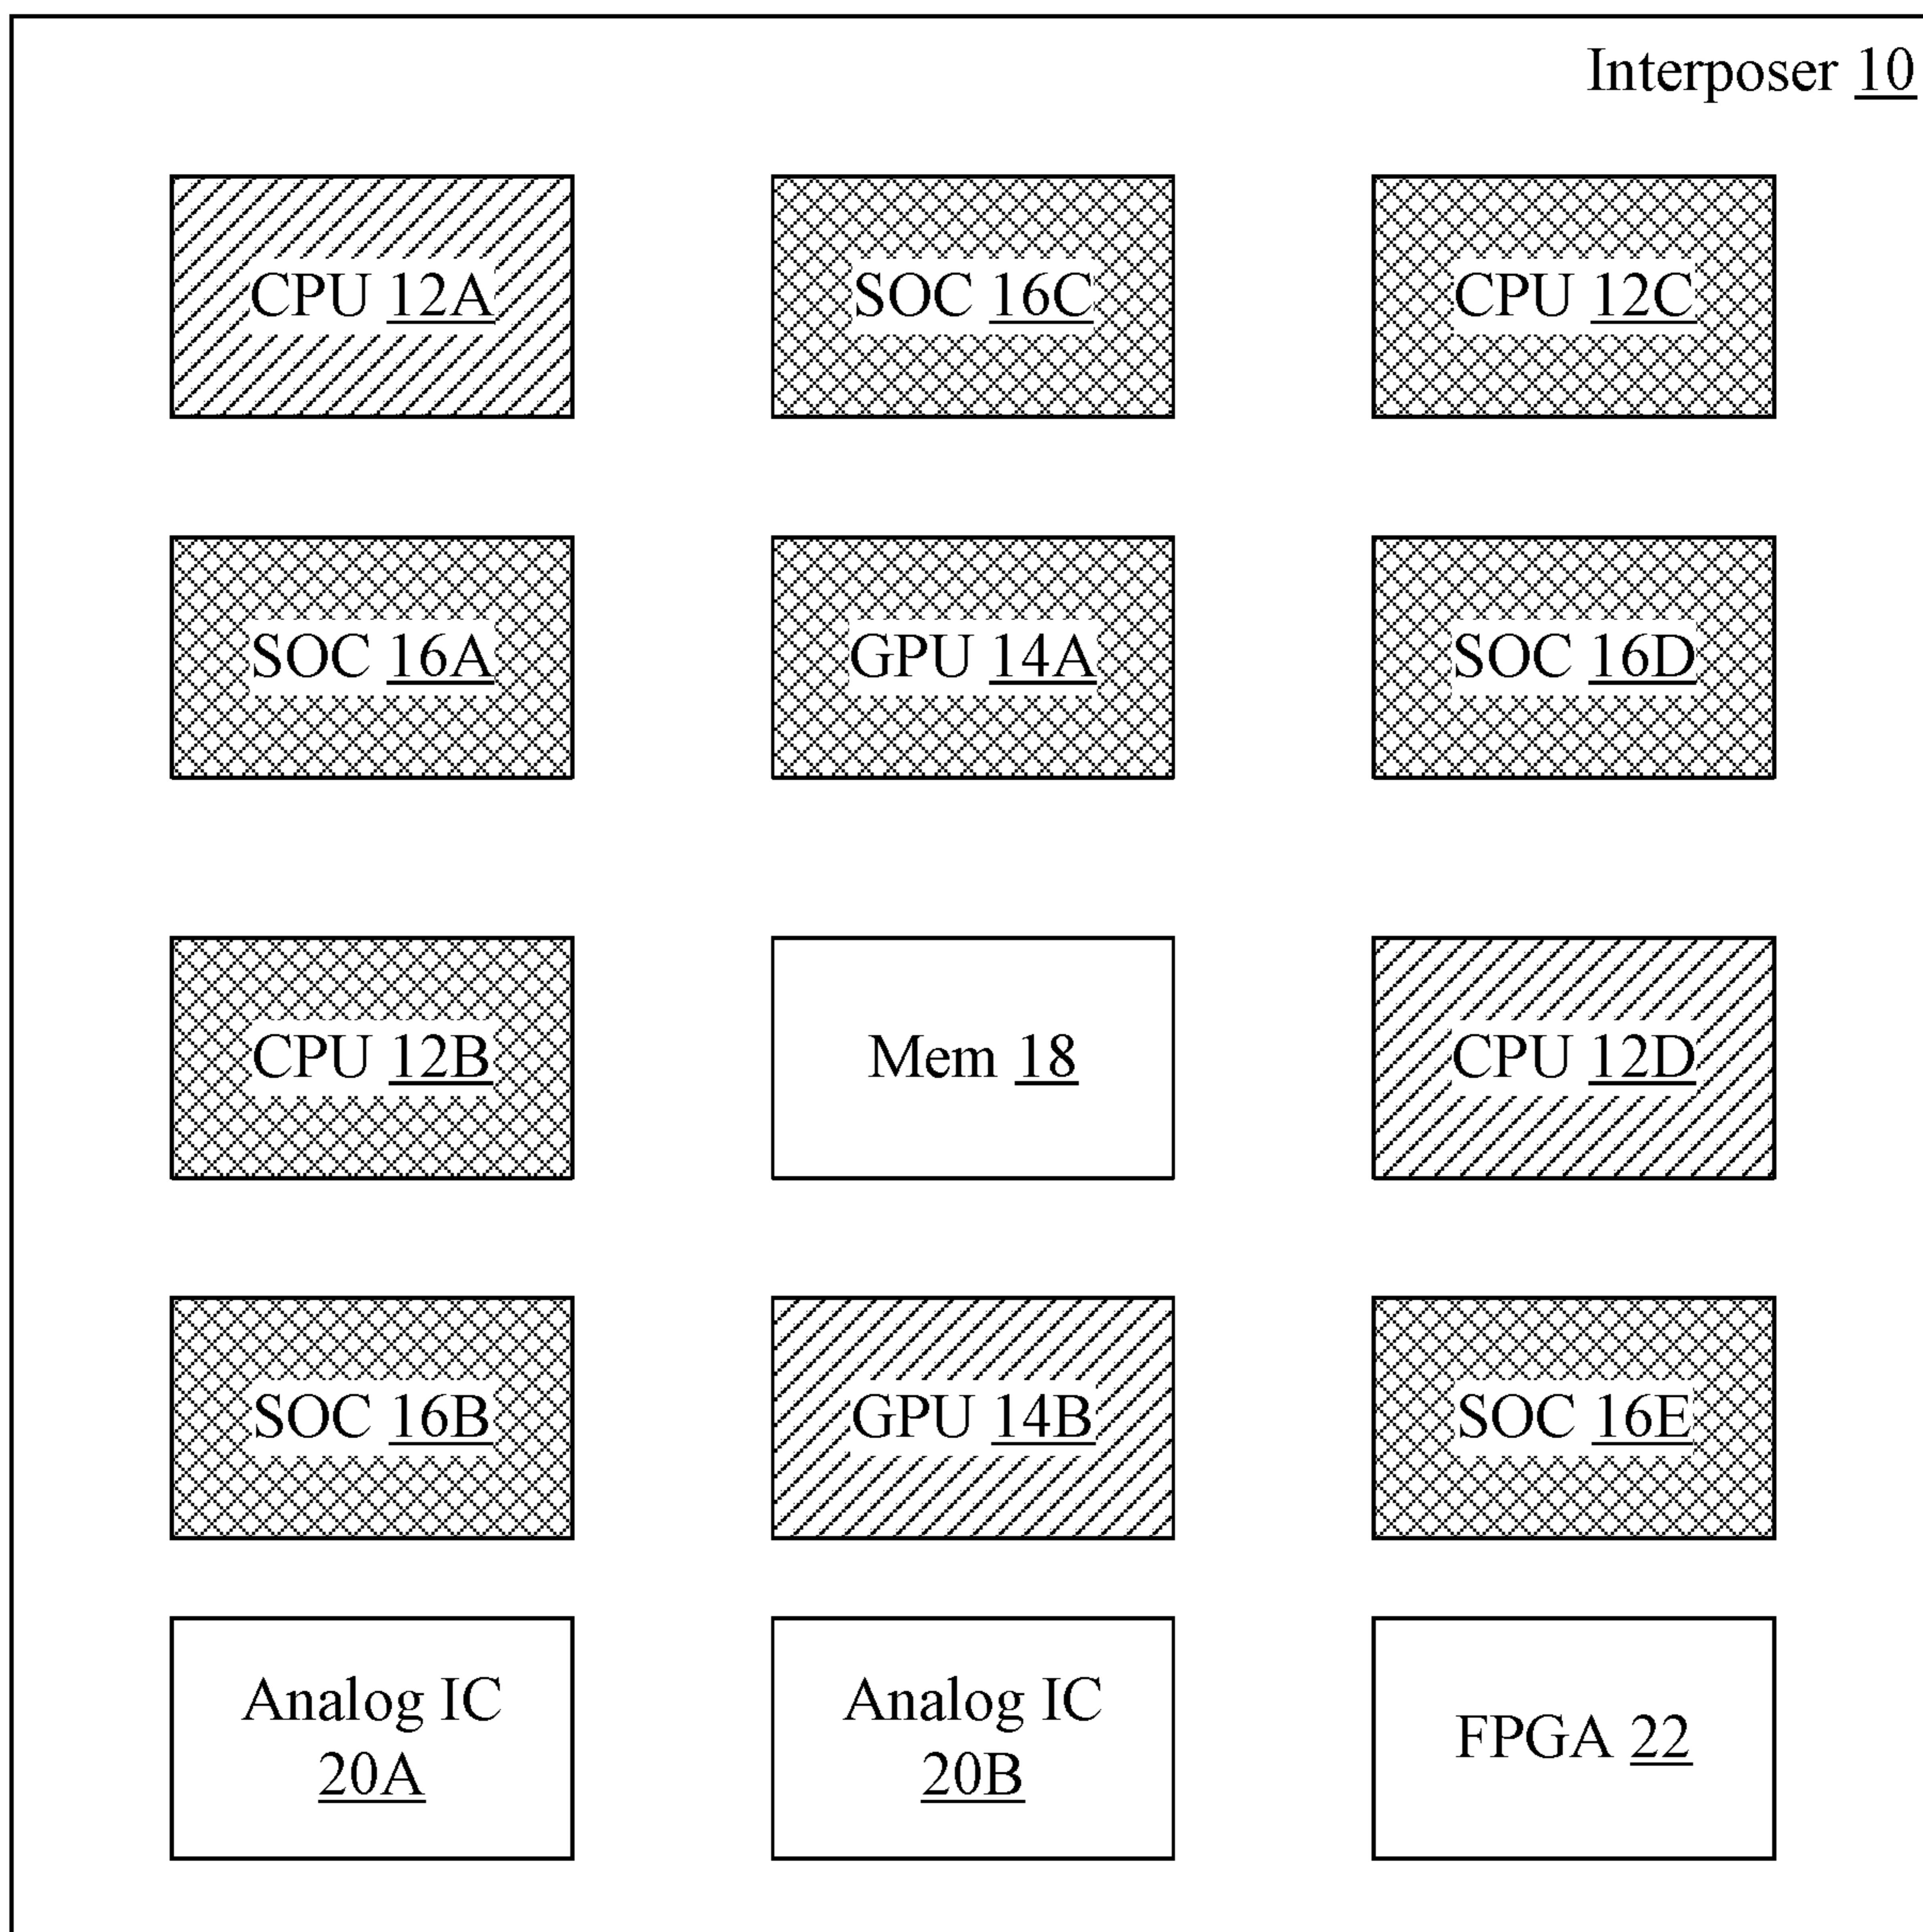 Interposer 10
CPU 12A
SOC 16C
CPU 12C
SOC 16A
GPU 14A
SOC 16D
CPU 12B
Mem 18
CPU 12D
SOC 16B
GPU 14B
SOC 16E
Analog IC
20A
Analog IC
20B
FPGA 22